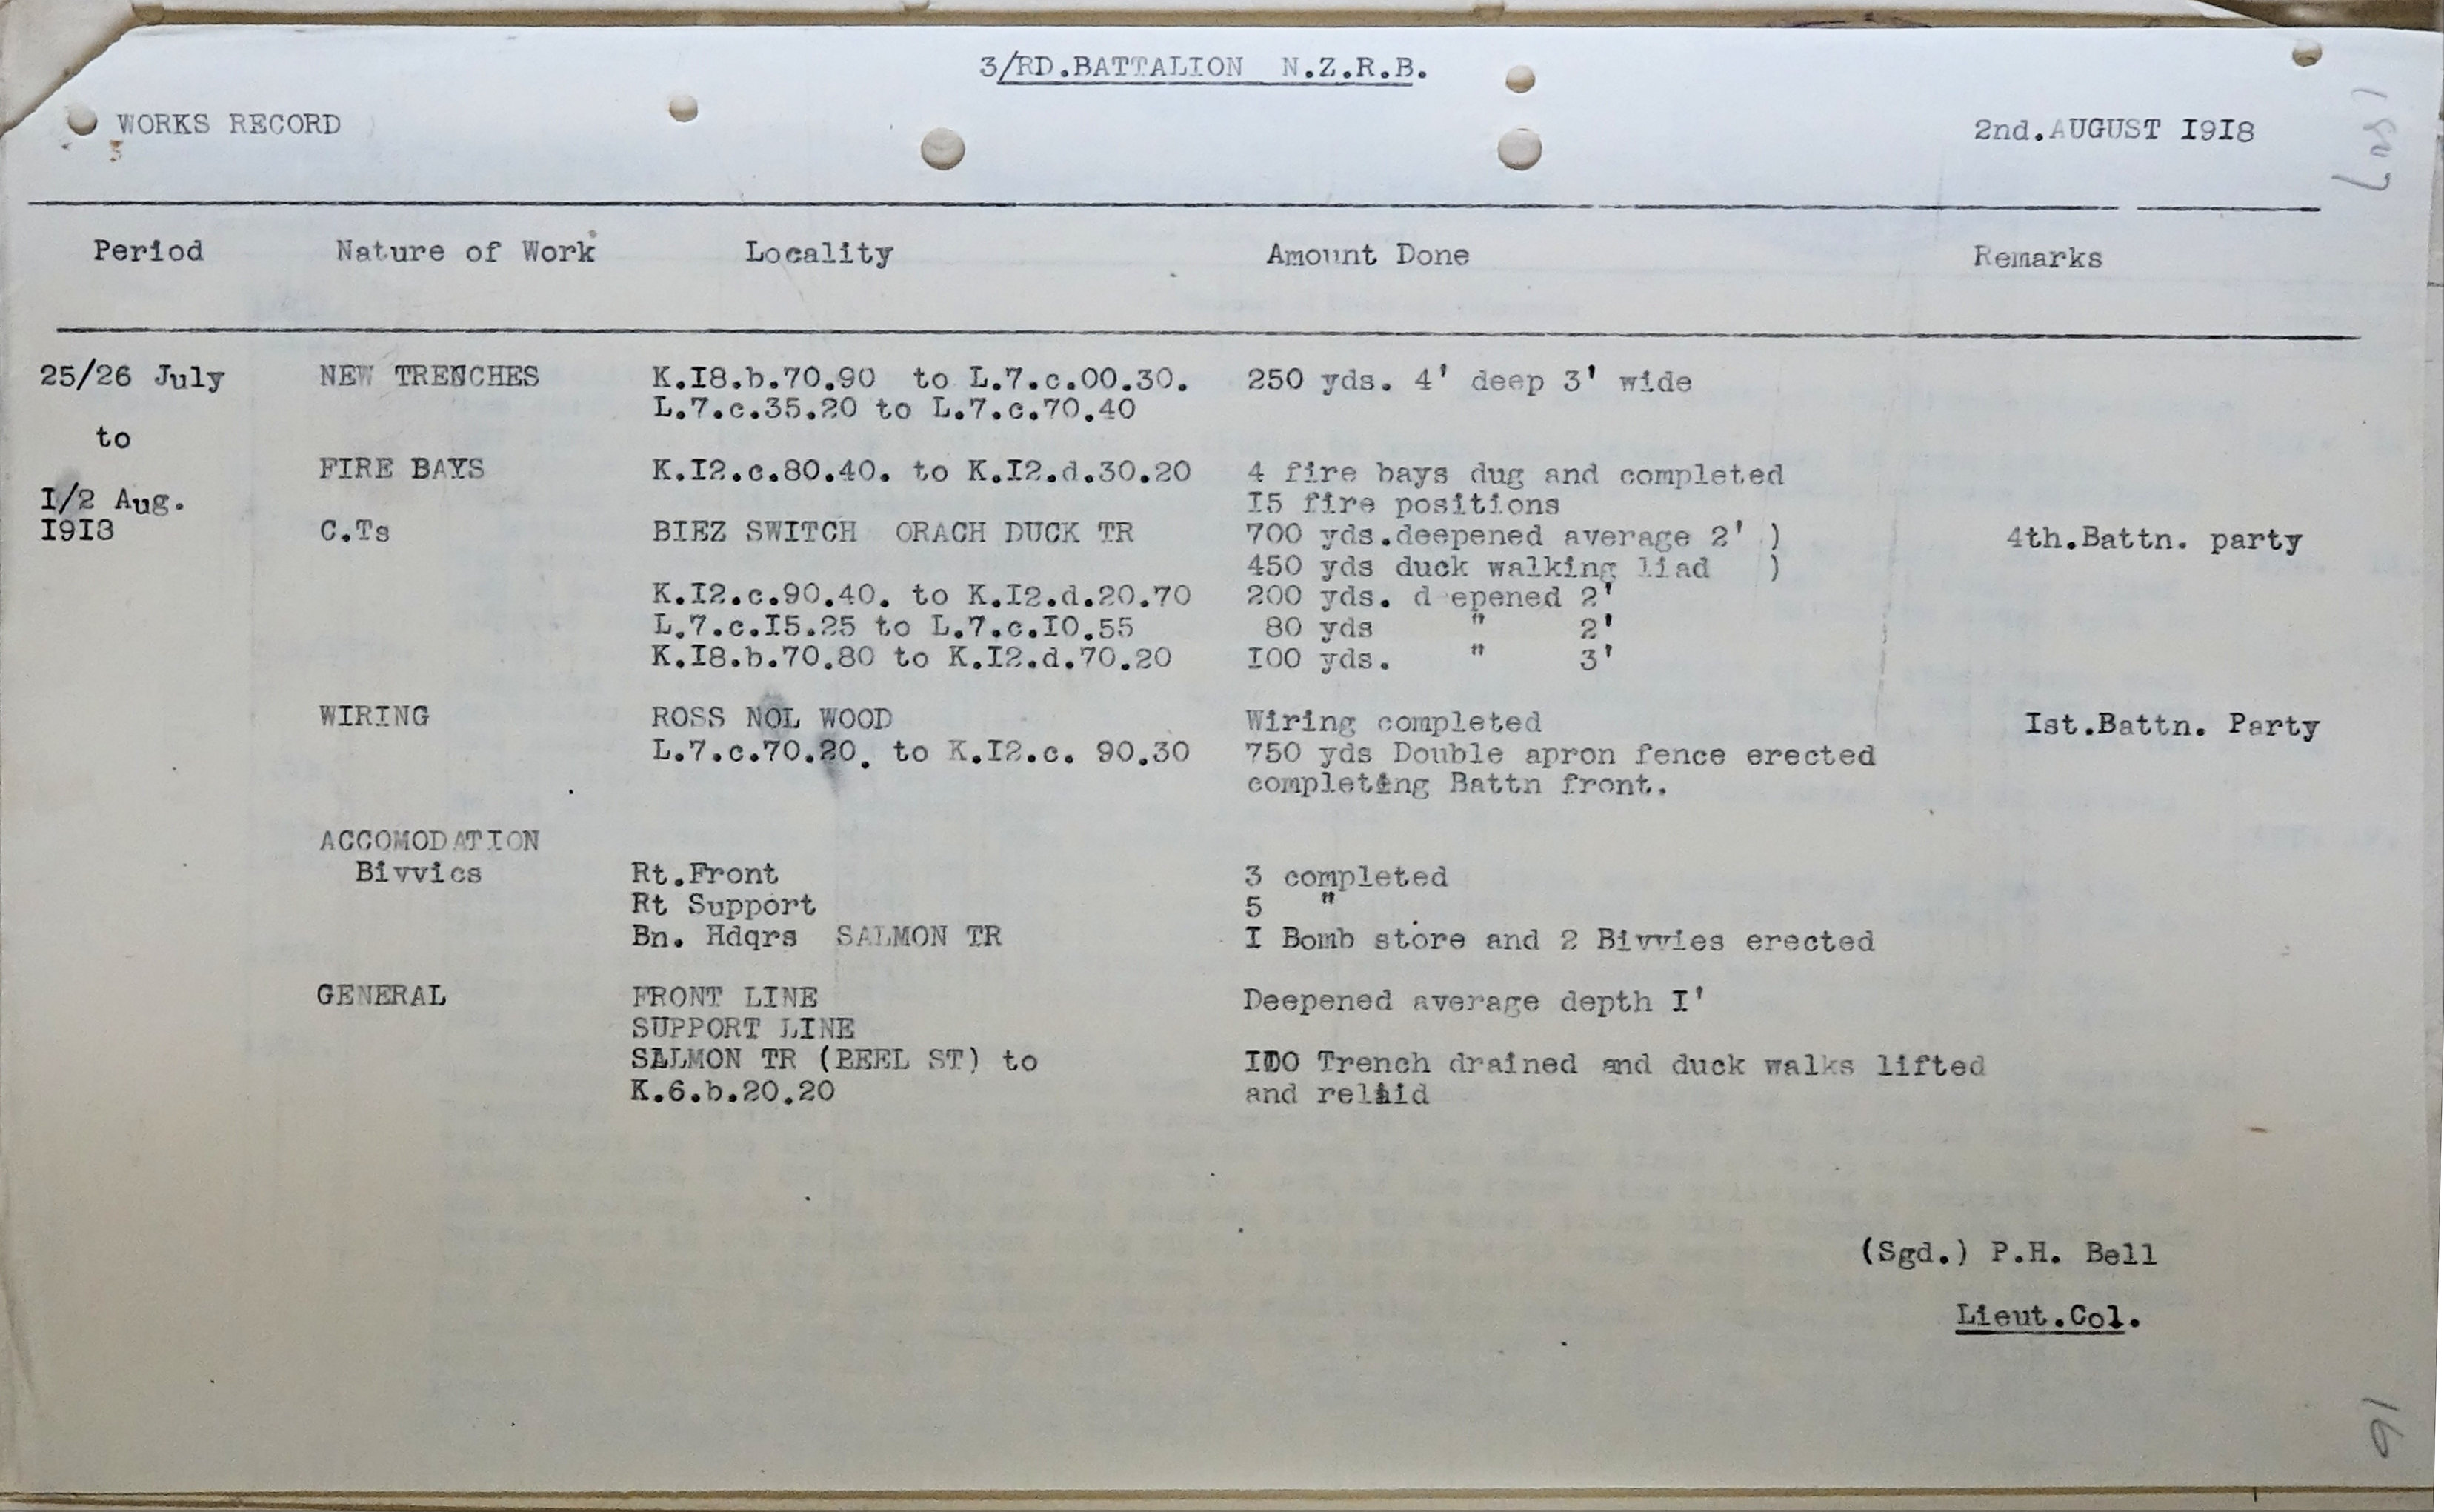 3/RD.BATTALION N.Z.R.B.
WORKS RECORD 2nd.AUGUST I9I8
Period Nature of Work Locality Amount Done Remarks
25/26 July NEW TRENCHES K.I8.b.70.90 to L.7.c.00.30. 250 yds. 4' deep 3' wide
L.7.c.35.20 to L.7.c.70.40
to
FIRE BAYS K.I2.c.80.40. to K.I2.d.30.20 4 fire bays dug and completed
I/2 Aug. I5 fire positions
I9I8 C.Ts BIEZ SWITCH ORACH DUCK TR 700 yds.deepened average 2' ) 4th.Battn. party
450 yds duck walking liad )
K.I2.c.90.40. to K.I2.d.20.70 200 yds. d epened 2'
L.7.c.I5.25 to L.7.c.I0.55 80 yds " 2'
K.I8.b.70.80 to K.I2.d.70.20 I00 yds. " 3'
WIRING ROSS NOL WOOD Wiring completed Ist.Battn. Party
L.7.c.70.20. to K.I2.c. 90.30 750 yds Double apron fence erected
completing Battn front.
ACCOMODATION
Bivvies Rt.Front 3 completed
Rt Support 5 "
Bn. Hdqrs SALMON TR I Bomb store and 2 Bivvies erected
GENERAL FRONT LINE Deepened average depth I'
SUPPORT LINE
SALMON TR (BEEL ST) to I00 Trench drained and duck walks lifted
K.6.b.20.20 and relaid
(Sgd.) P.H. Bell
Lieut.Col.
16